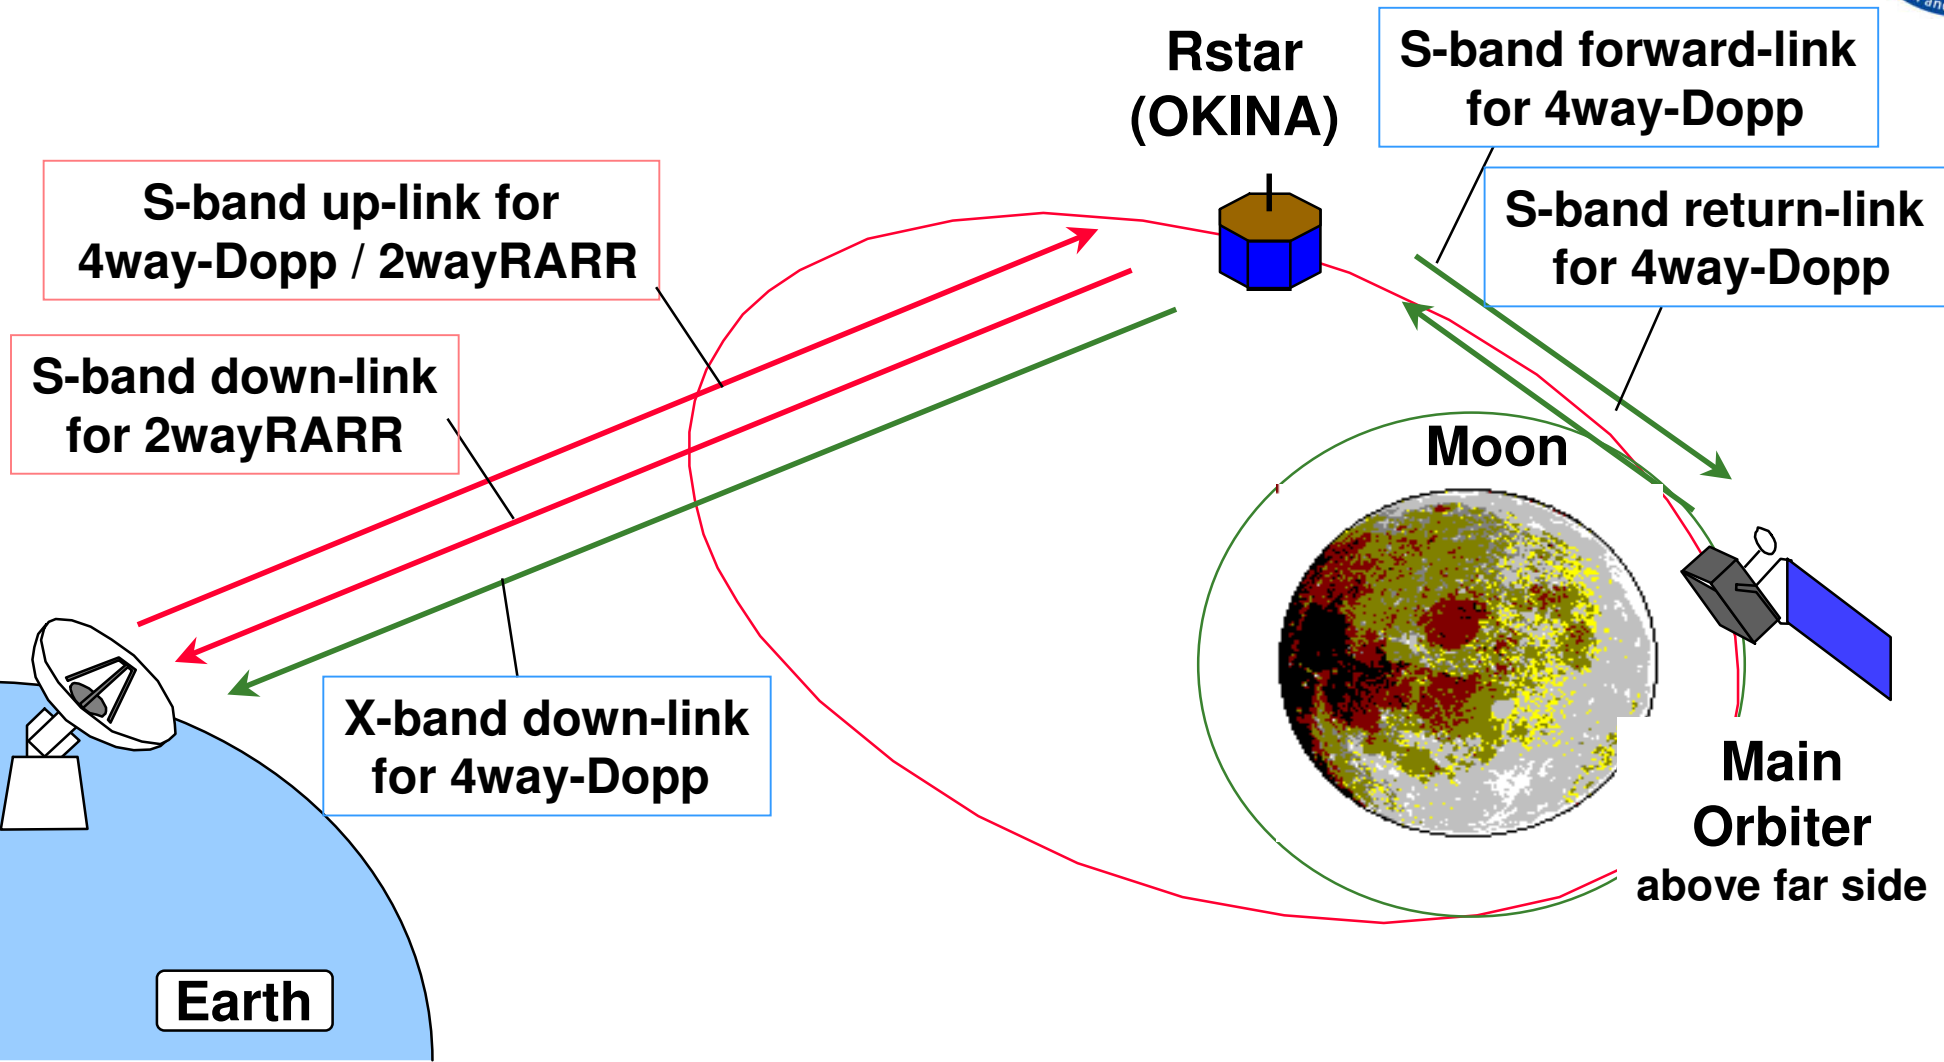 Rstar
(OKINA)
S-band forward-link
for 4way-Dopp
S-band up-link for
4way-Dopp / 2wayRARR
S-band return-link
for 4way-Dopp
S-band down-link
for 2wayRARR
Moon
X-band down-link
for 4way-Dopp
Main
Orbiter
above far side
Earth